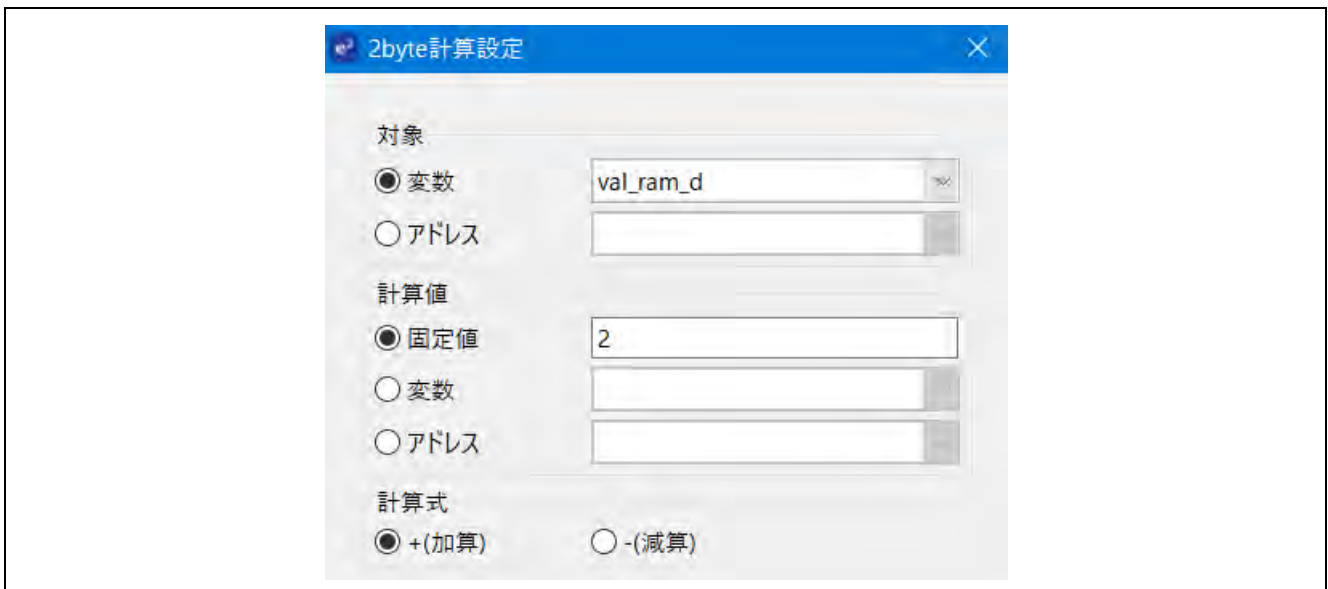 2byte計算設定
対象
変数 val_ram_d
アドレス
計算値
固定値 2
変数
アドレス
計算式
+(加算) -(減算)